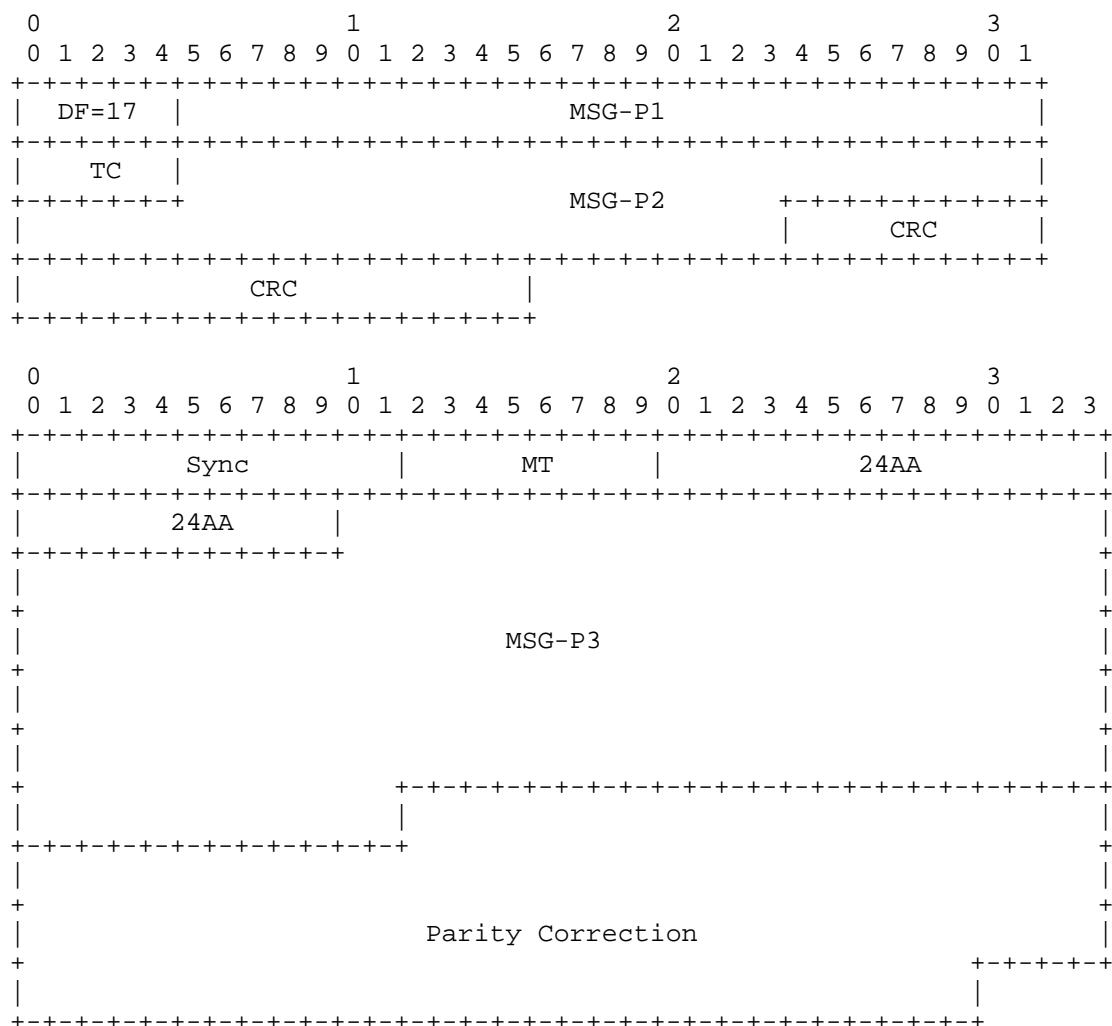 0                   1                   2                   3
 0 1 2 3 4 5 6 7 8 9 0 1 2 3 4 5 6 7 8 9 0 1 2 3 4 5 6 7 8 9 0 1
+-+-+-+-+-+-+-+-+-+-+-+-+-+-+-+-+-+-+-+-+-+-+-+-+-+-+-+-+-+-+-+-+
|  DF=17  |                        MSG-P1                       |
+-+-+-+-+-+-+-+-+-+-+-+-+-+-+-+-+-+-+-+-+-+-+-+-+-+-+-+-+-+-+-+-+
|    TC   |                                                     |
+-+-+-+-+-+                        MSG-P2       +-+-+-+-+-+-+-+-+
|                                               |      CRC      |
+-+-+-+-+-+-+-+-+-+-+-+-+-+-+-+-+-+-+-+-+-+-+-+-+-+-+-+-+-+-+-+-+
|              CRC              |
+-+-+-+-+-+-+-+-+-+-+-+-+-+-+-+-+
 0                   1                   2                   3
 0 1 2 3 4 5 6 7 8 9 0 1 2 3 4 5 6 7 8 9 0 1 2 3 4 5 6 7 8 9 0 1 2 3
+-+-+-+-+-+-+-+-+-+-+-+-+-+-+-+-+-+-+-+-+-+-+-+-+-+-+-+-+-+-+-+-+-+-+
|          Sync         |       MT      |            24AA           |
+-+-+-+-+-+-+-+-+-+-+-+-+-+-+-+-+-+-+-+-+-+-+-+-+-+-+-+-+-+-+-+-+-+-+
|         24AA      |                                               |
+-+-+-+-+-+-+-+-+-+-+                                               +
|                                                                   |
+                                                                   +
|                              MSG-P3                               |
+                                                                   +
|                                                                   |
+                                                                   +
|                                                                   |
+                       +-+-+-+-+-+-+-+-+-+-+-+-+-+-+-+-+-+-+-+-+-+-+
|                       |                                           |
+-+-+-+-+-+-+-+-+-+-+-+-+                                           +
|                                                                   |
+                                                                   +
|                         Parity Correction                         |
+                                                           +-+-+-+-+
|                                                           |
+-+-+-+-+-+-+-+-+-+-+-+-+-+-+-+-+-+-+-+-+-+-+-+-+-+-+-+-+-+-+